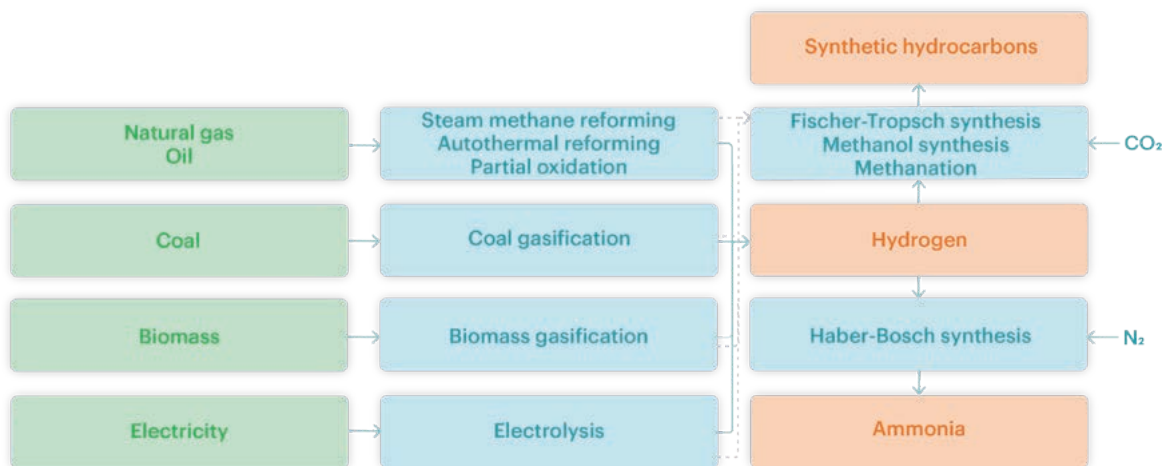 Synthetic hydrocarbons
Natural gas
Oil
Steam methane reforming
Autothermal reforming
Partial oxidation
Fischer-Tropsch synthesis
Methanol synthesis
Methanation
CO₂
Coal
Coal gasification
Hydrogen
Biomass
Biomass gasification
Haber-Bosch synthesis
N₂
Electricity
Electrolysis
Ammonia